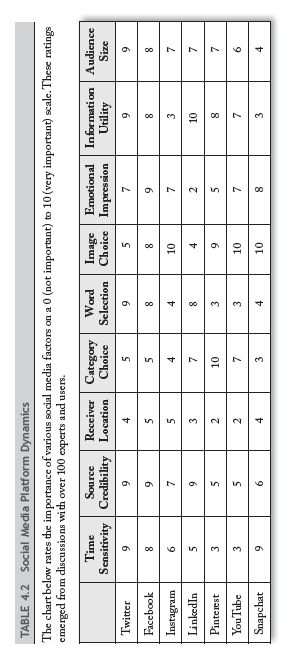 TABLE 4.2 Social Media Platform Dynamics
The chart below rates the importance of various social media factors on a 0 (not important) to 10 (very important) scale. These ratings
emerged from discussions with over 100 experts and users.
Time Sensitivity Source Credibility Receiver Location Category Choice Word Selection Image Choice Emotional Impression Information Utility Audience Size
Twitter 9 9 4 5 9 5 7 9 9
Facebook 8 9 5 5 8 8 9 8 8
Instagram 6 7 5 4 4 10 7 3 7
LinkedIn 5 9 3 7 8 4 2 10 7
Pinterest 3 5 2 10 3 9 5 8 7
YouTube 3 5 2 7 3 10 7 7 6
Snapchat 9 6 4 3 4 10 8 3 4